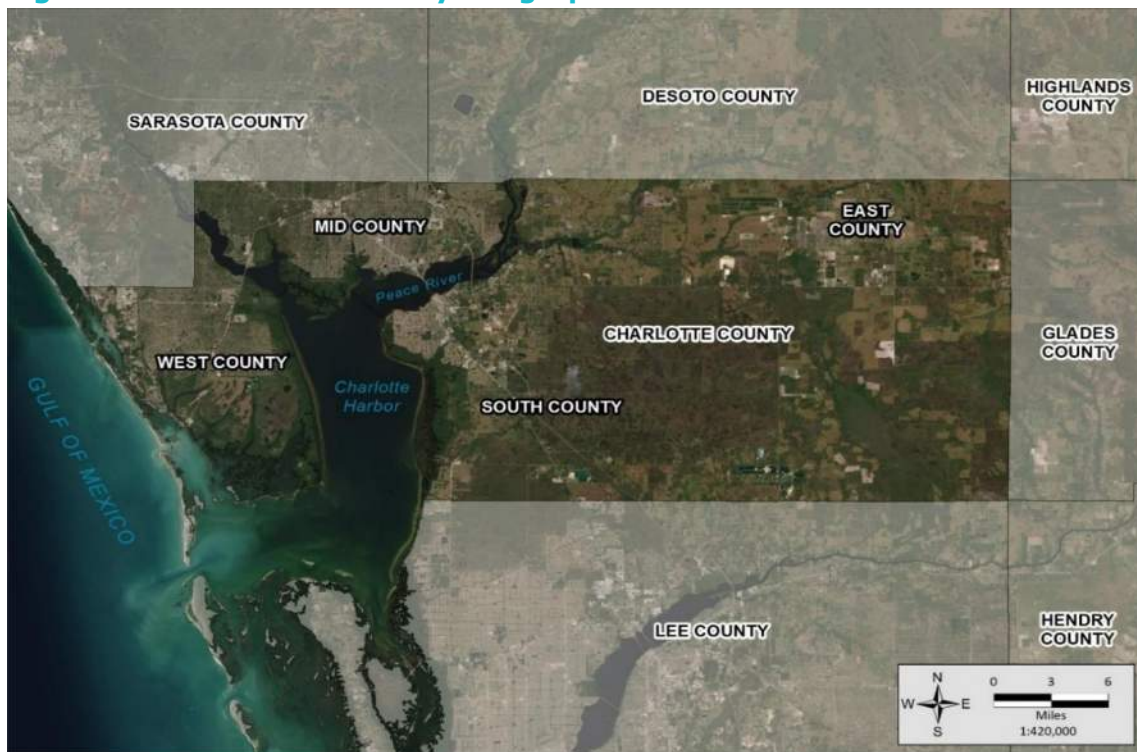 HIGHLANDS
COUNTY
DESOTO COUNTY
SARASOTA COUNTY
EAST
COUNTY
MID COUNTY
Peace River
CHARLOTTE COUNTY
GLADES
COUNTY
WEST COUNTY
Charlotte
Harbor
SOUTH COUNTY
GULF OF MEXICO
LEE COUNTY
HENDRY
COUNTY
N
W
E
S
0 3 6
Miles
1:420,000